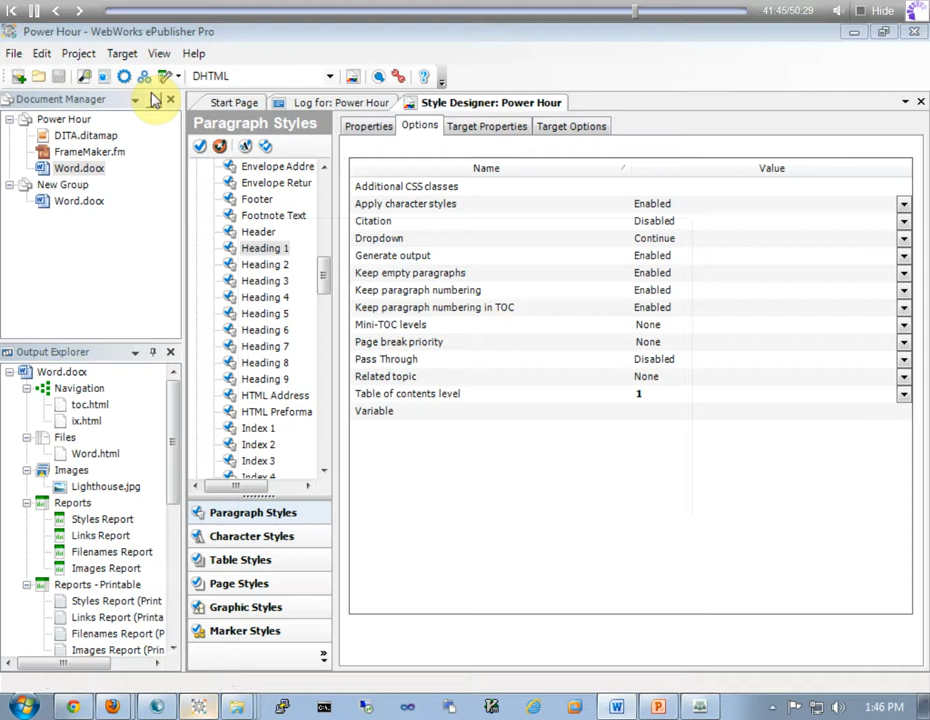 41:45/50:29
Hide
Power Hour - WebWorks ePublisher Pro
File Edit Project Target View Help
DHTML
Document Manager
Power Hour
DITA.ditamap
FrameMaker.fm
Word.docx
New Group
Word.docx
Output Explorer
Word.docx
Navigation
toc.html
ix.html
Files
Word.html
Images
Lighthouse.jpg
Reports
Styles Report
Links Report
Filenames Report
Images Report
Reports - Printable
Styles Report (Print
Links Report (Printa
Filenames Report (P
Images Report (Prin
Start Page
Log for: Power Hour
Style Designer: Power Hour
Paragraph Styles
Envelope Addre
Envelope Retur
Footer
Footnote Text
Header
Heading 1
Heading 2
Heading 3
Heading 4
Heading 5
Heading 6
Heading 7
Heading 8
Heading 9
HTML Address
HTML Preforma
Index 1
Index 2
Index 3
Index 4
Paragraph Styles
Character Styles
Table Styles
Page Styles
Graphic Styles
Marker Styles
Properties Options Target Properties Target Options
Name Value
Additional CSS classes
Apply character styles Enabled
Citation Disabled
Dropdown Continue
Generate output Enabled
Keep empty paragraphs Enabled
Keep paragraph numbering Enabled
Keep paragraph numbering in TOC Enabled
Mini-TOC levels None
Page break priority None
Pass Through Disabled
Related topic None
Table of contents level 1
Variable
1:46 PM